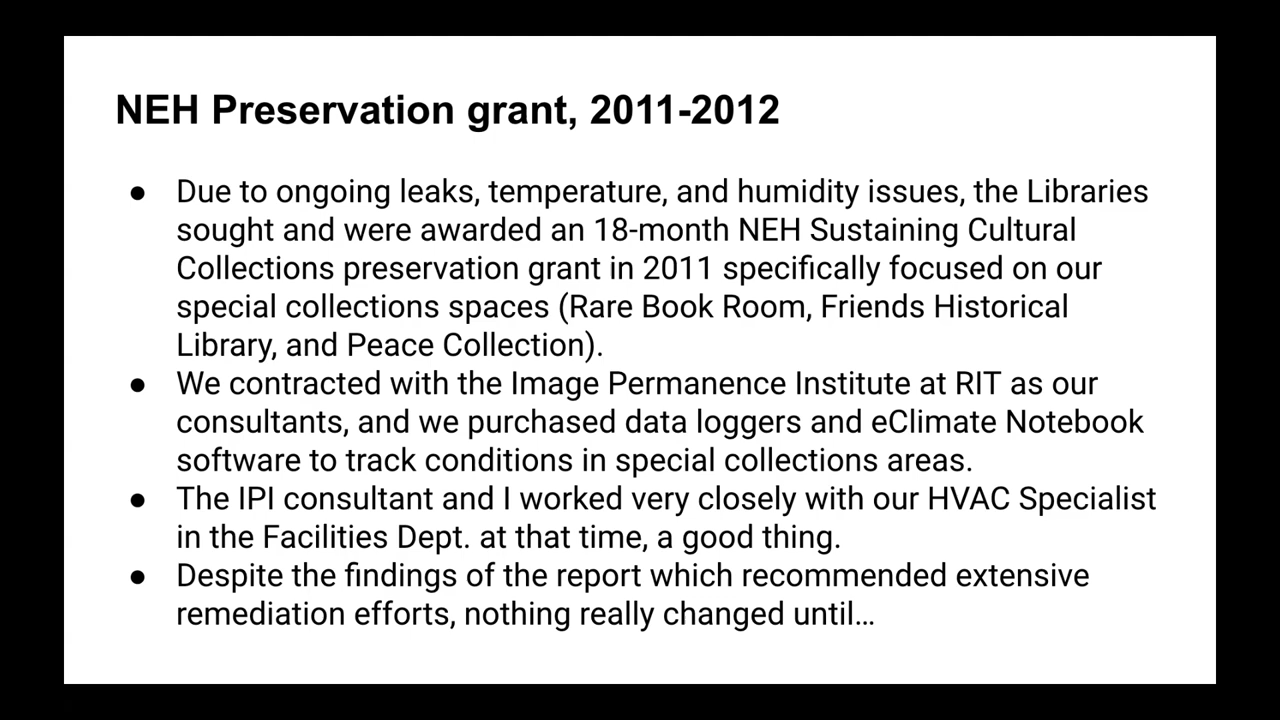 NEH Preservation grant, 2011-2012
● Due to ongoing leaks, temperature, and humidity issues, the Libraries
sought and were awarded an 18-month NEH Sustaining Cultural
Collections preservation grant in 2011 specifically focused on our
special collections spaces (Rare Book Room, Friends Historical
Library, and Peace Collection).
● We contracted with the Image Permanence Institute at RIT as our
consultants, and we purchased data loggers and eClimate Notebook
software to track conditions in special collections areas.
● The IPI consultant and I worked very closely with our HVAC Specialist
in the Facilities Dept. at that time, a good thing.
● Despite the findings of the report which recommended extensive
remediation efforts, nothing really changed until…